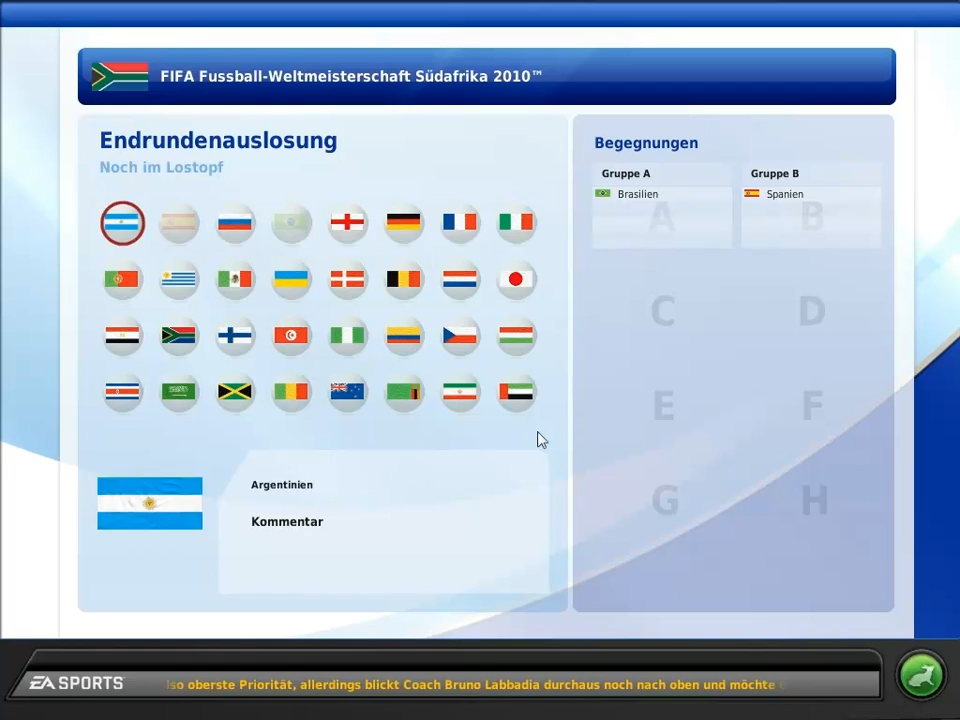 FIFA Fussball-Weltmeisterschaft Südafrika 2010™
Endrundenauslosung
Noch im Lostopf
Begegnungen
Gruppe A
Brasilien
A
Gruppe B
Spanien
B
C
D
E
F
G
H
Argentinien
Kommentar
EA SPORTS
lso oberste Priorität, allerdings blickt Coach Bruno Labbadia durchaus noch nach oben und möchte